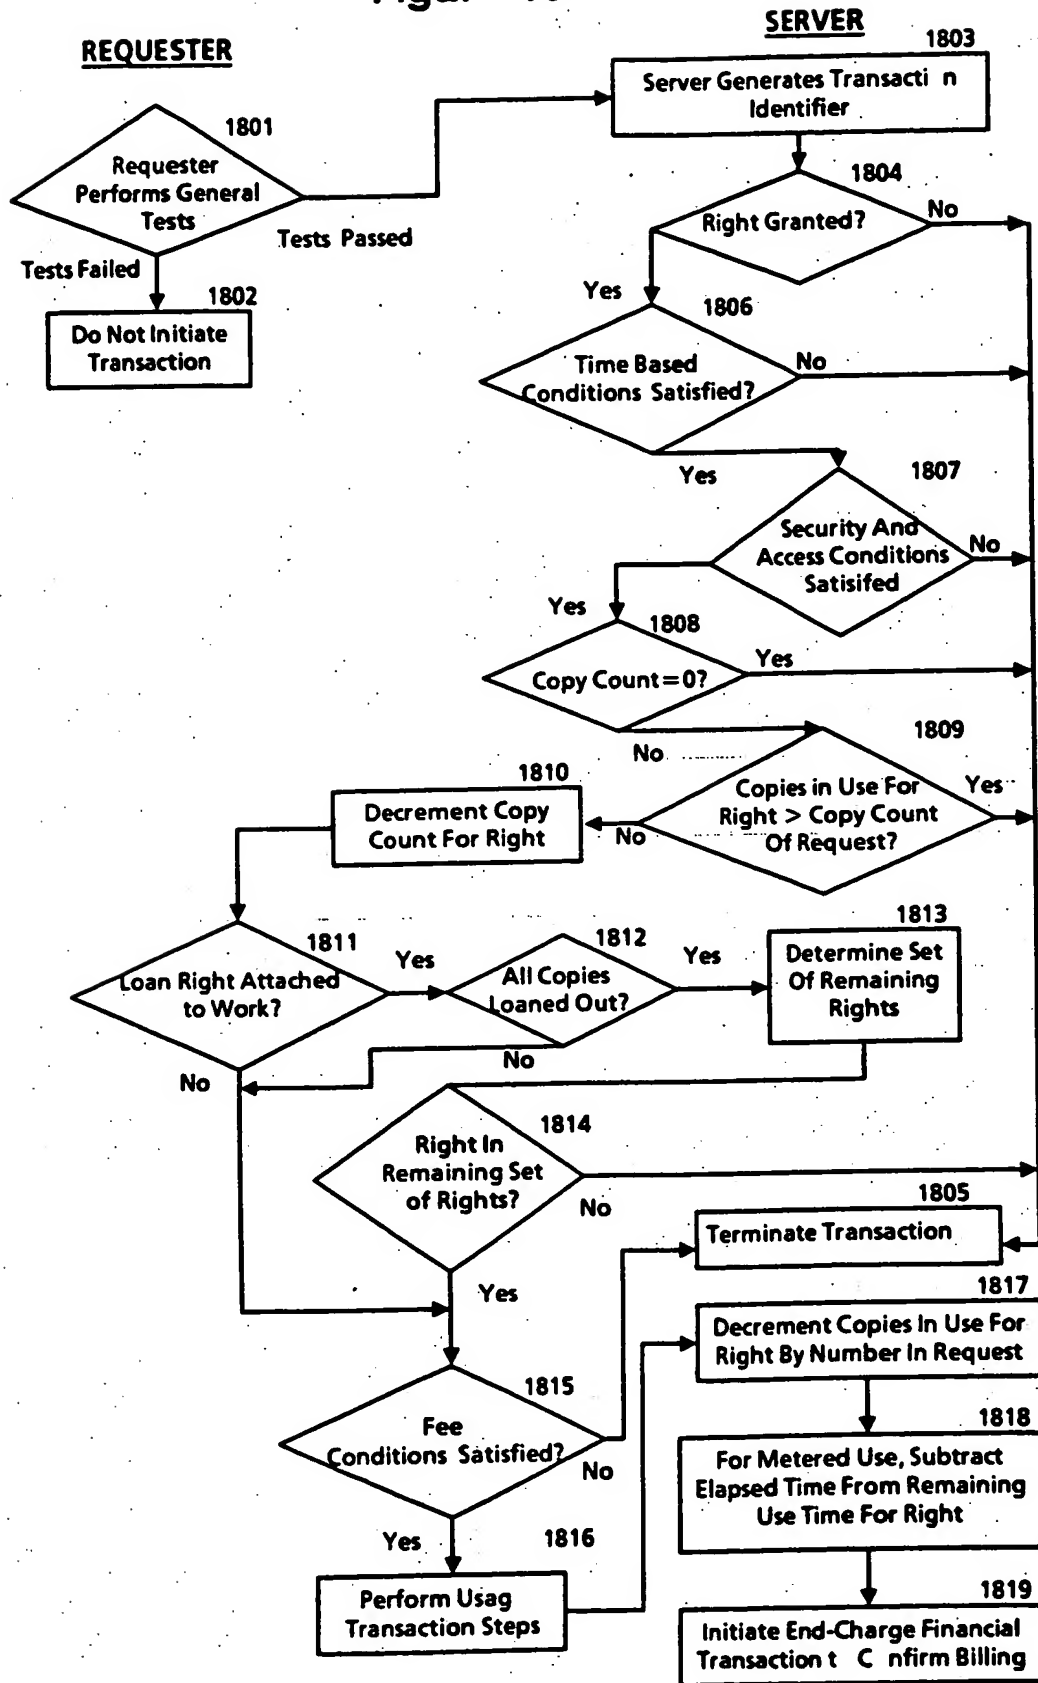 REQUESTER
SERVER
1803
Server Generates Transacti n
Identifier
1801
Requester
Performs General
Tests
Tests Passed
Tests Failed
1802
Do Not Initiate
Transaction
1804
Right Granted?
No
Yes
1806
Time Based
Conditions Satisfied?
No
Yes
1807
Security And
Access Conditions
Satisifed
No
Yes
1808
Copy Count=0?
Yes
No
1809
Copies in Use For
Right > Copy Count
Of Request?
Yes
No
1810
Decrement Copy
Count For Right
1811
Loan Right Attached
to Work?
Yes
No
1812
All Copies
Loaned Out?
Yes
No
1813
Determine Set
Of Remaining
Rights
1814
Right In
Remaining Set
of Rights?
No
Yes
1805
Terminate Transaction
1815
Fee
Conditions Satisfied?
No
Yes
1816
Perform Usag
Transaction Steps
1817
Decrement Copies In Use For
Right By Number In Request
1818
For Metered Use, Subtract
Elapsed Time From Remaining
Use Time For Right
1819
Initiate End-Charge Financial
Transaction t C nfirm Billing